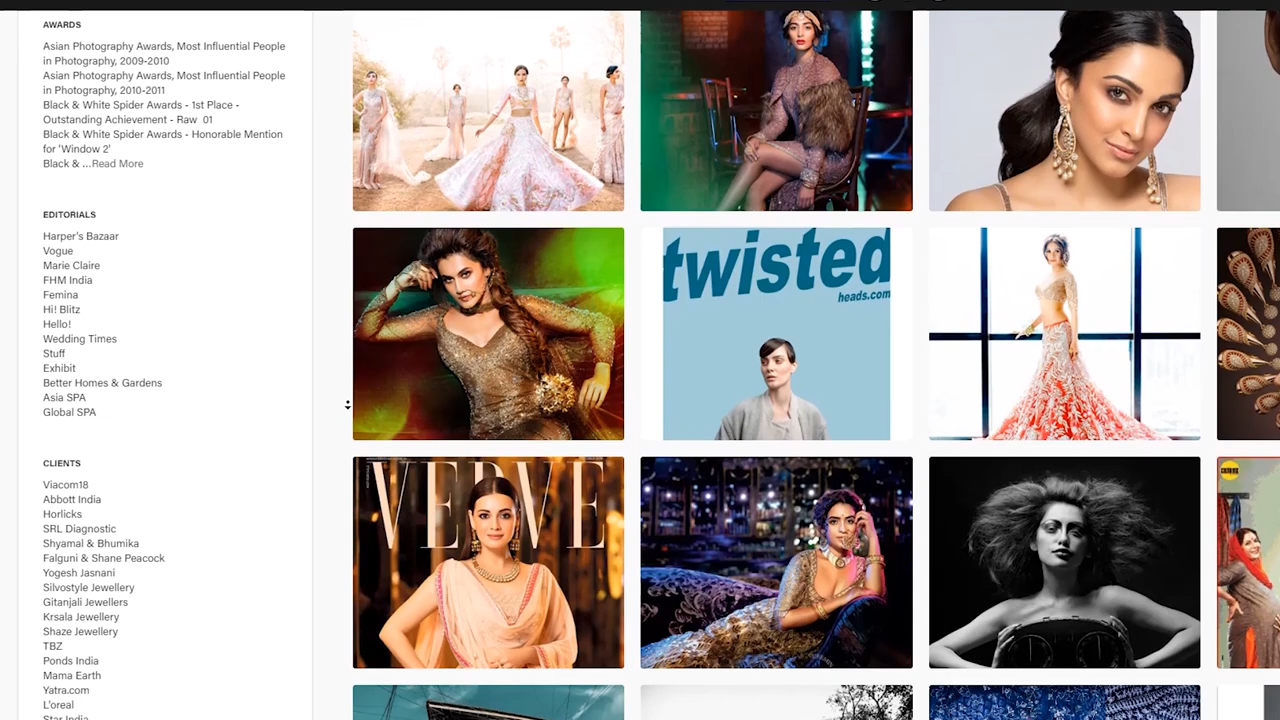 AWARDS
Asian Photography Awards, Most Influential People
in Photography, 2009-2010
Asian Photography Awards, Most Influential People
in Photography, 2010-2011
Black & White Spider Awards - 1st Place -
Outstanding Achievement - Raw 01
Black & White Spider Awards - Honorable Mention
for 'Window 2'
Black & ...Read More
EDITORIALS
Harper's Bazaar
Vogue
Marie Claire
FHM India
Femina
Hi! Blitz
Hello!
Wedding Times
Stuff
Exhibit
Better Homes & Gardens
Asia SPA
Global SPA
CLIENTS
Viacom18
Abbott India
Horlicks
SRL Diagnostic
Shyamal & Bhumika
Falguni & Shane Peacock
Yogesh Jasnani
Silvostyle Jewellery
Gitanjali Jewellers
Krsala Jewellery
Shaze Jewellery
TBZ
Ponds India
Mama Earth
Yatra.com
L'oreal
Star India
twisted
heads.com
VERVE